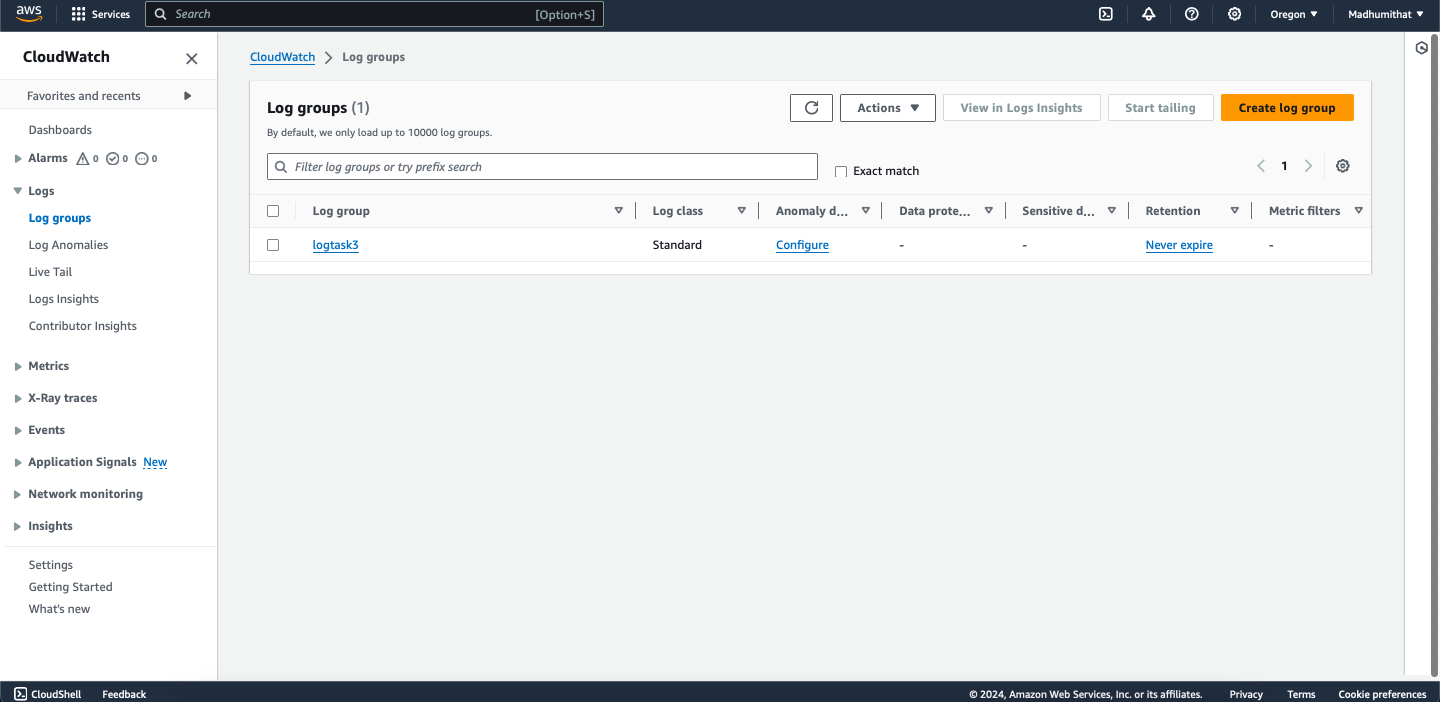 aws
Services
Search [Option+S]
Oregon
Madhumithat
CloudWatch
Favorites and recents
Dashboards
Alarms 0 0 0
Logs
Log groups
Log Anomalies
Live Tail
Logs Insights
Contributor Insights
Metrics
X-Ray traces
Events
Application Signals New
Network monitoring
Insights
Settings
Getting Started
What's new
CloudWatch Log groups
Log groups (1)
By default, we only load up to 10000 log groups.
Actions
View in Logs Insights
Start tailing
Create log group
Filter log groups or try prefix search
Exact match
1
Log group Log class Anomaly d... Data prote... Sensitive d... Retention Metric filters
logtask3 Standard Configure - - Never expire -
CloudShell Feedback © 2024, Amazon Web Services, Inc. or its affiliates. Privacy Terms Cookie preferences